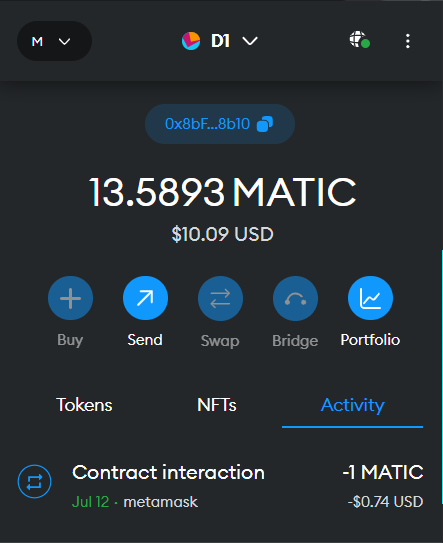 M
D1
0x8bF...8b10
13.5893 MATIC
$10.09 USD
Buy
Send
Swap
Bridge
Portfolio
Tokens
NFTs
Activity
Contract interaction
-1 MATIC
Jul 12 · metamask
-$0.74 USD